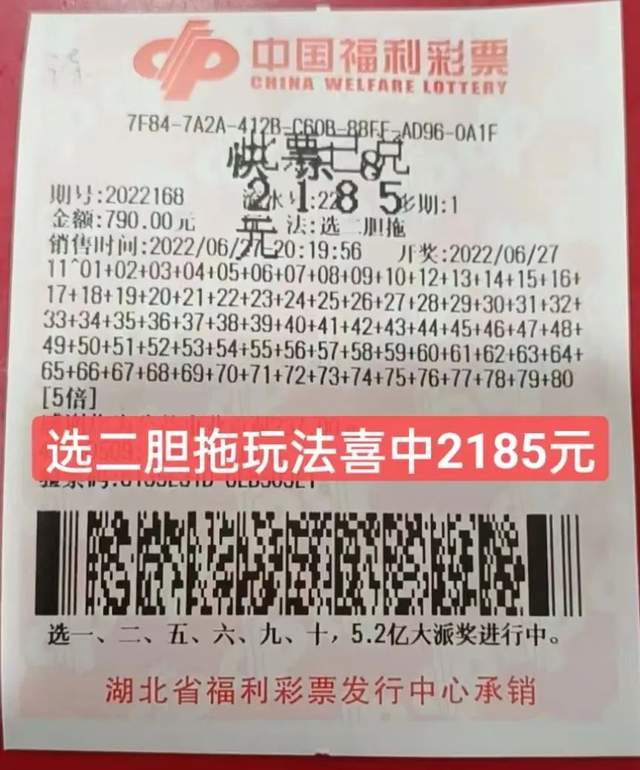 中国福利彩票
CHINA WELFARE LOTTERY
7F84-7A2A-412B-C60B-88FF-AD96-0A1F
票已兑
2185
元
期号:2022168 期:1
金额:790.00元 法:选二胆拖
销售时间:2022/06/27 20:19:56 开奖:2022/06/27
11^01+02+03+04+05+06+07+08+09+10+12+13+14+15+16+
17+18+19+20+21+22+23+24+25+26+27+28+29+30+31+32+
33+34+35+36+37+38+39+40+41+42+43+44+45+46+47+48+
49+50+51+52+53+54+55+56+57+58+59+60+61+62+63+64+
65+66+67+68+69+70+71+72+73+74+75+76+77+78+79+80
[5倍]
选二胆拖玩法喜中2185元
选一、二、五、六、九、十，5.2亿大派奖进行中。
湖北省福利彩票发行中心承销